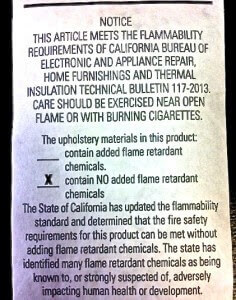 NOTICE
THIS ARTICLE MEETS THE FLAMMABILITY
REQUIREMENTS OF CALIFORNIA BUREAU OF
ELECTRONIC AND APPLIANCE REPAIR,
HOME FURNISHINGS AND THERMAL
INSULATION TECHNICAL BULLETIN 117-2013.
CARE SHOULD BE EXERCISED NEAR OPEN
FLAME OR WITH BURNING CIGARETTES.
The upholstery materials in this product:
___ contain added flame retardant
chemicals.
X contain NO added flame retardant
chemicals
The State of California has updated the flammability
standard and determined that the fire safety
requirements for this product can be met without
adding flame retardant chemicals. The state has
identified many flame retardant chemicals as being
known to, or strongly suspected of, adversely
impacting human health or development.